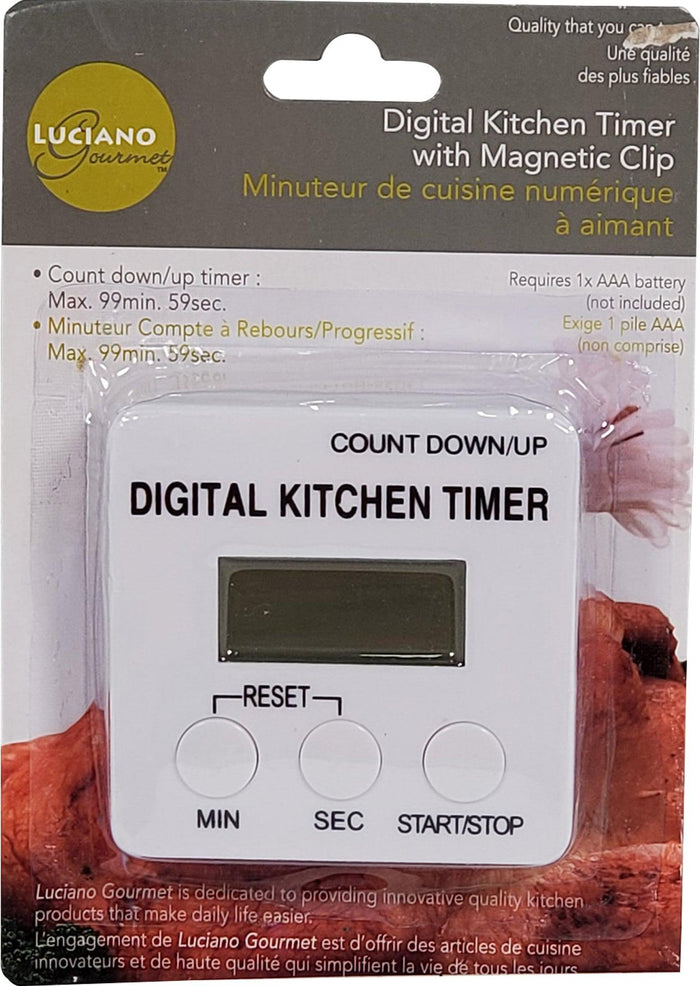 Quality that you can
Une qualité
des plus fiables
LUCIANO
Gourmet™
Digital Kitchen Timer
with Magnetic Clip
Minuteur de cuisine numérique
à aimant
• Count down/up timer :
Max. 99min. 59sec.
• Minuteur Compte à Rebours/Progressif :
Max. 99min. 59sec.
Requires 1x AAA battery
(not included)
Exige 1 pile AAA
(non comprise)
COUNT DOWN/UP
DIGITAL KITCHEN TIMER
RESET
MIN
SEC
START/STOP
Luciano Gourmet is dedicated to providing innovative quality kitchen
products that make daily life easier.
L'engagement de Luciano Gourmet est d'offrir des articles de cuisine
innovateurs et de haute qualité qui simplifient la vie de tous les jours